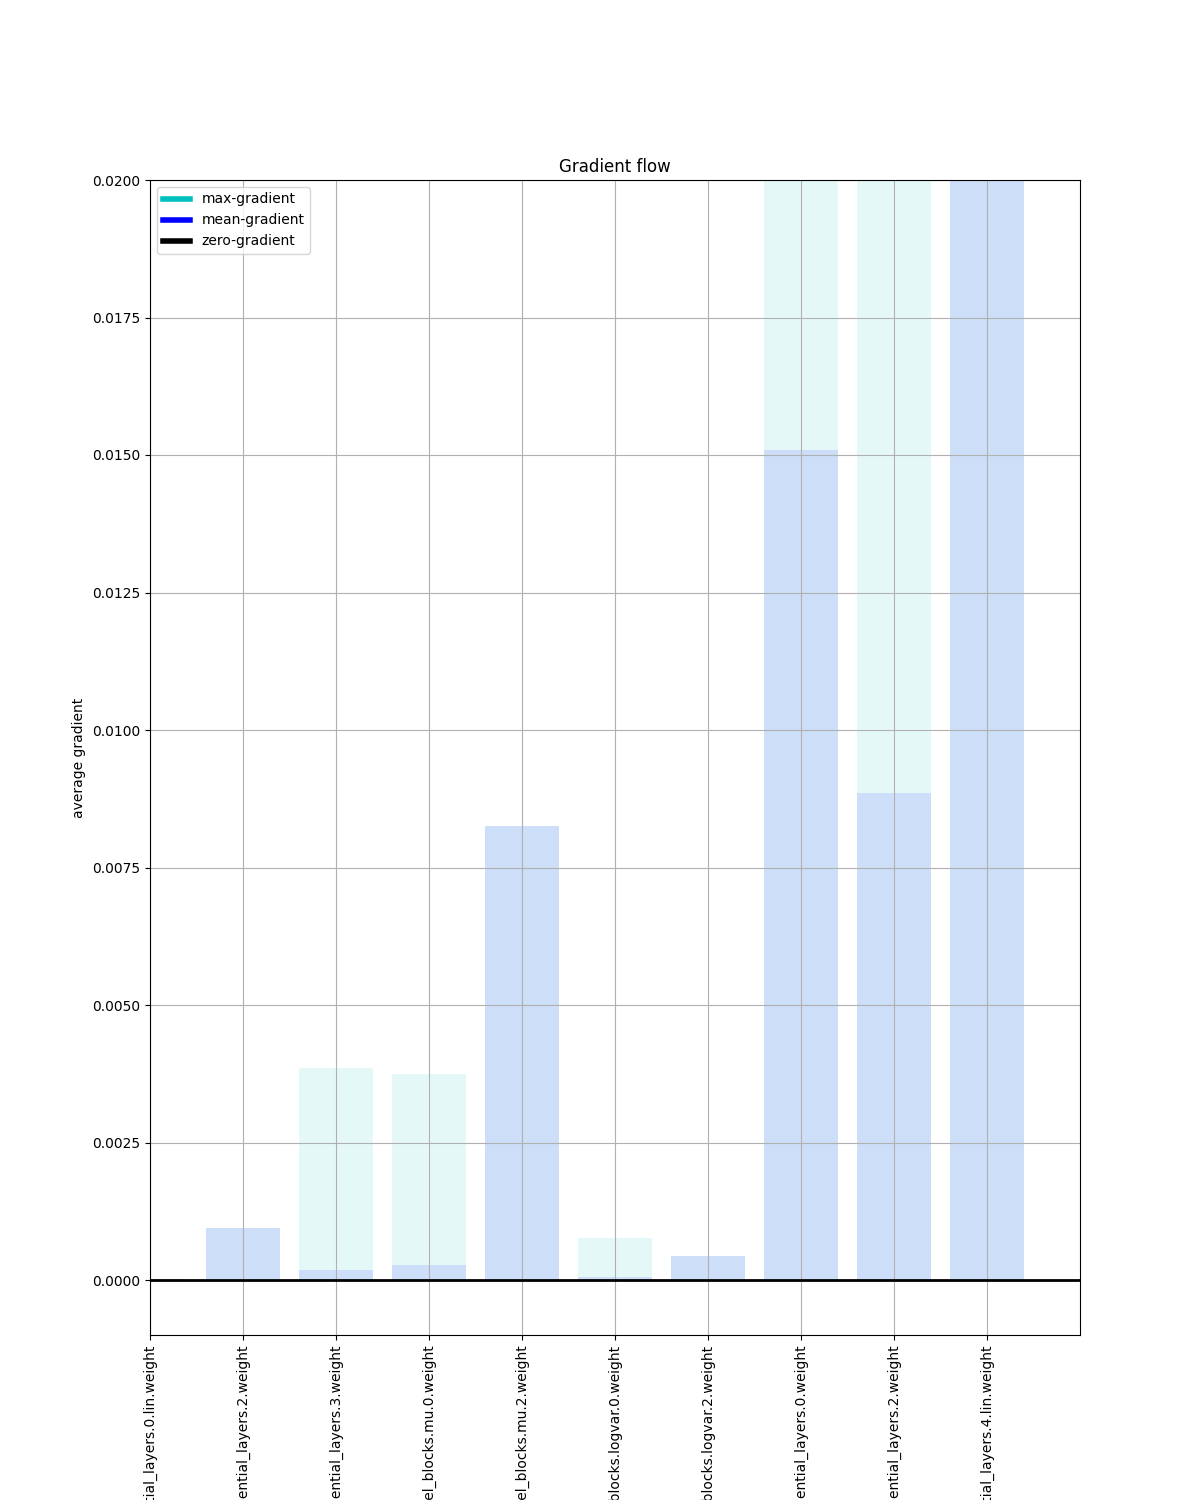 Gradient flow
max-gradient
mean-gradient
zero-gradient
0.0200
0.0175
0.0150
0.0125
0.0100
0.0075
0.0050
0.0025
0.0000
average gradient
tial_layers.0.lin.weight
ential_layers.2.weight
ential_layers.3.weight
el_blocks.mu.0.weight
el_blocks.mu.2.weight
blocks.logvar.0.weight
blocks.logvar.2.weight
ential_layers.0.weight
ential_layers.2.weight
tial_layers.4.lin.weight